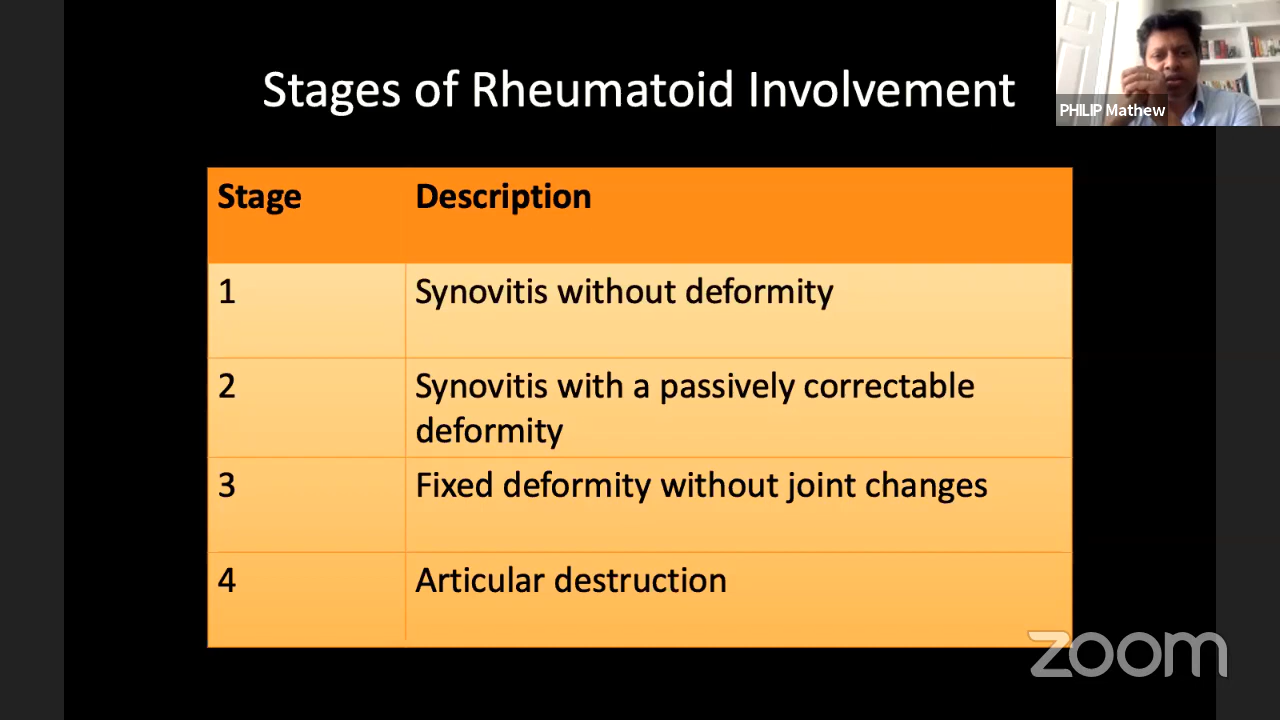 Stages of Rheumatoid Involvement
PHILIP Mathew
Stage Description
1 Synovitis without deformity
2 Synovitis with a passively correctable
deformity
3 Fixed deformity without joint changes
4 Articular destruction
zoom